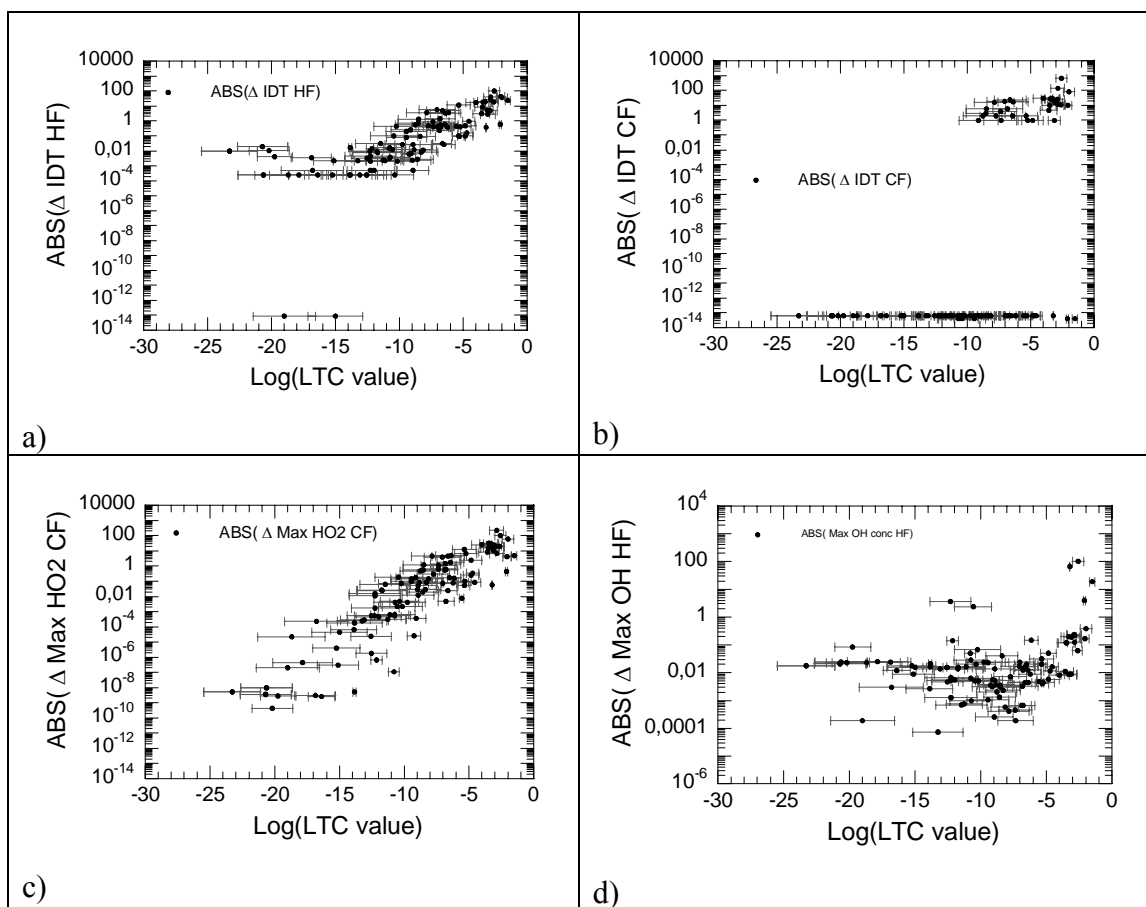 10000
100
1
0,01
10⁻⁴
10⁻⁶
10⁻⁸
10⁻¹⁰
10⁻¹²
10⁻¹⁴
ABS(Δ IDT HF)
ABS(Δ IDT HF)
-30 -25 -20 -15 -10 -5 0
Log(LTC value)
a)
10000
100
1
0,01
10⁻⁴
10⁻⁶
10⁻⁸
10⁻¹⁰
10⁻¹²
10⁻¹⁴
ABS( Δ IDT CF)
ABS( Δ IDT CF)
-30 -25 -20 -15 -10 -5 0
Log(LTC value)
b)
10000
100
1
0,01
10⁻⁴
10⁻⁶
10⁻⁸
10⁻¹⁰
10⁻¹²
10⁻¹⁴
ABS( Δ Max HO2 CF)
ABS( Δ Max HO2 CF)
-30 -25 -20 -15 -10 -5 0
Log(LTC value)
c)
10⁴
100
1
0,01
0,0001
10⁻⁶
ABS( Δ Max OH HF)
ABS( Max OH conc HF)
-30 -25 -20 -15 -10 -5 0
Log(LTC value)
d)